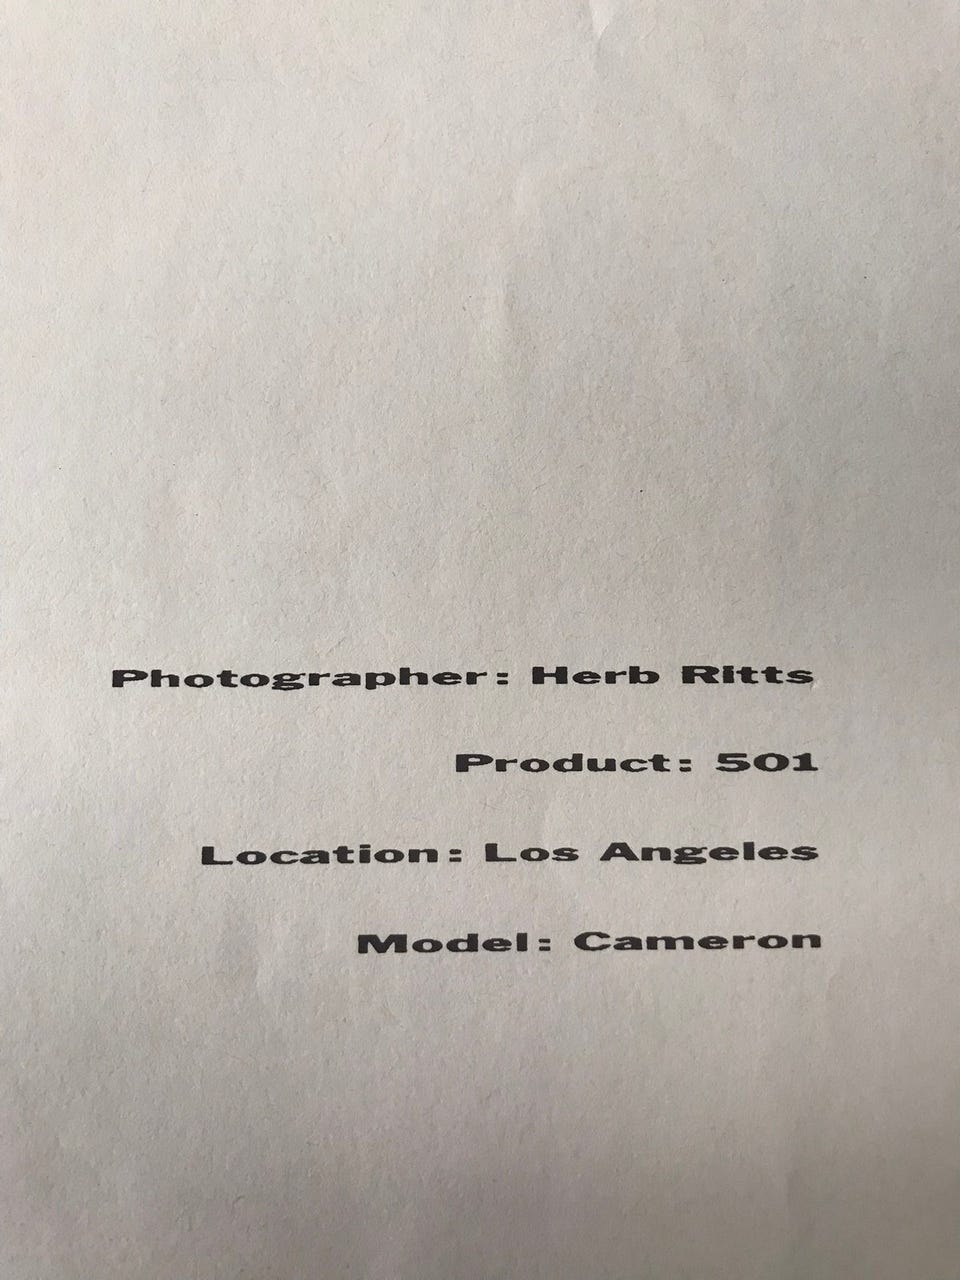 Photographer: Herb Ritts
Product: 501
Location: Los Angeles
Model: Cameron